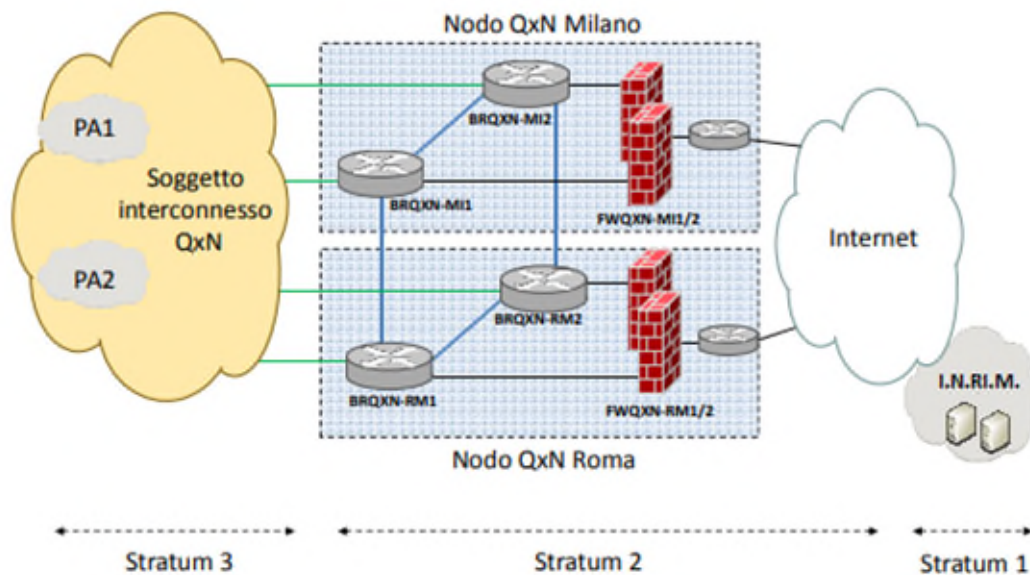 Nodo QxN Milano
PA1
Soggetto
interconnesso
QxN
PA2
BRQXN-MI2
BRQXN-MI1
FWQXN-MI1/2
BRQXN-RM2
BRQXN-RM1
FWQXN-RM1/2
Internet
I.N.RI.M.
Nodo QxN Roma
Stratum 3
Stratum 2
Stratum 1